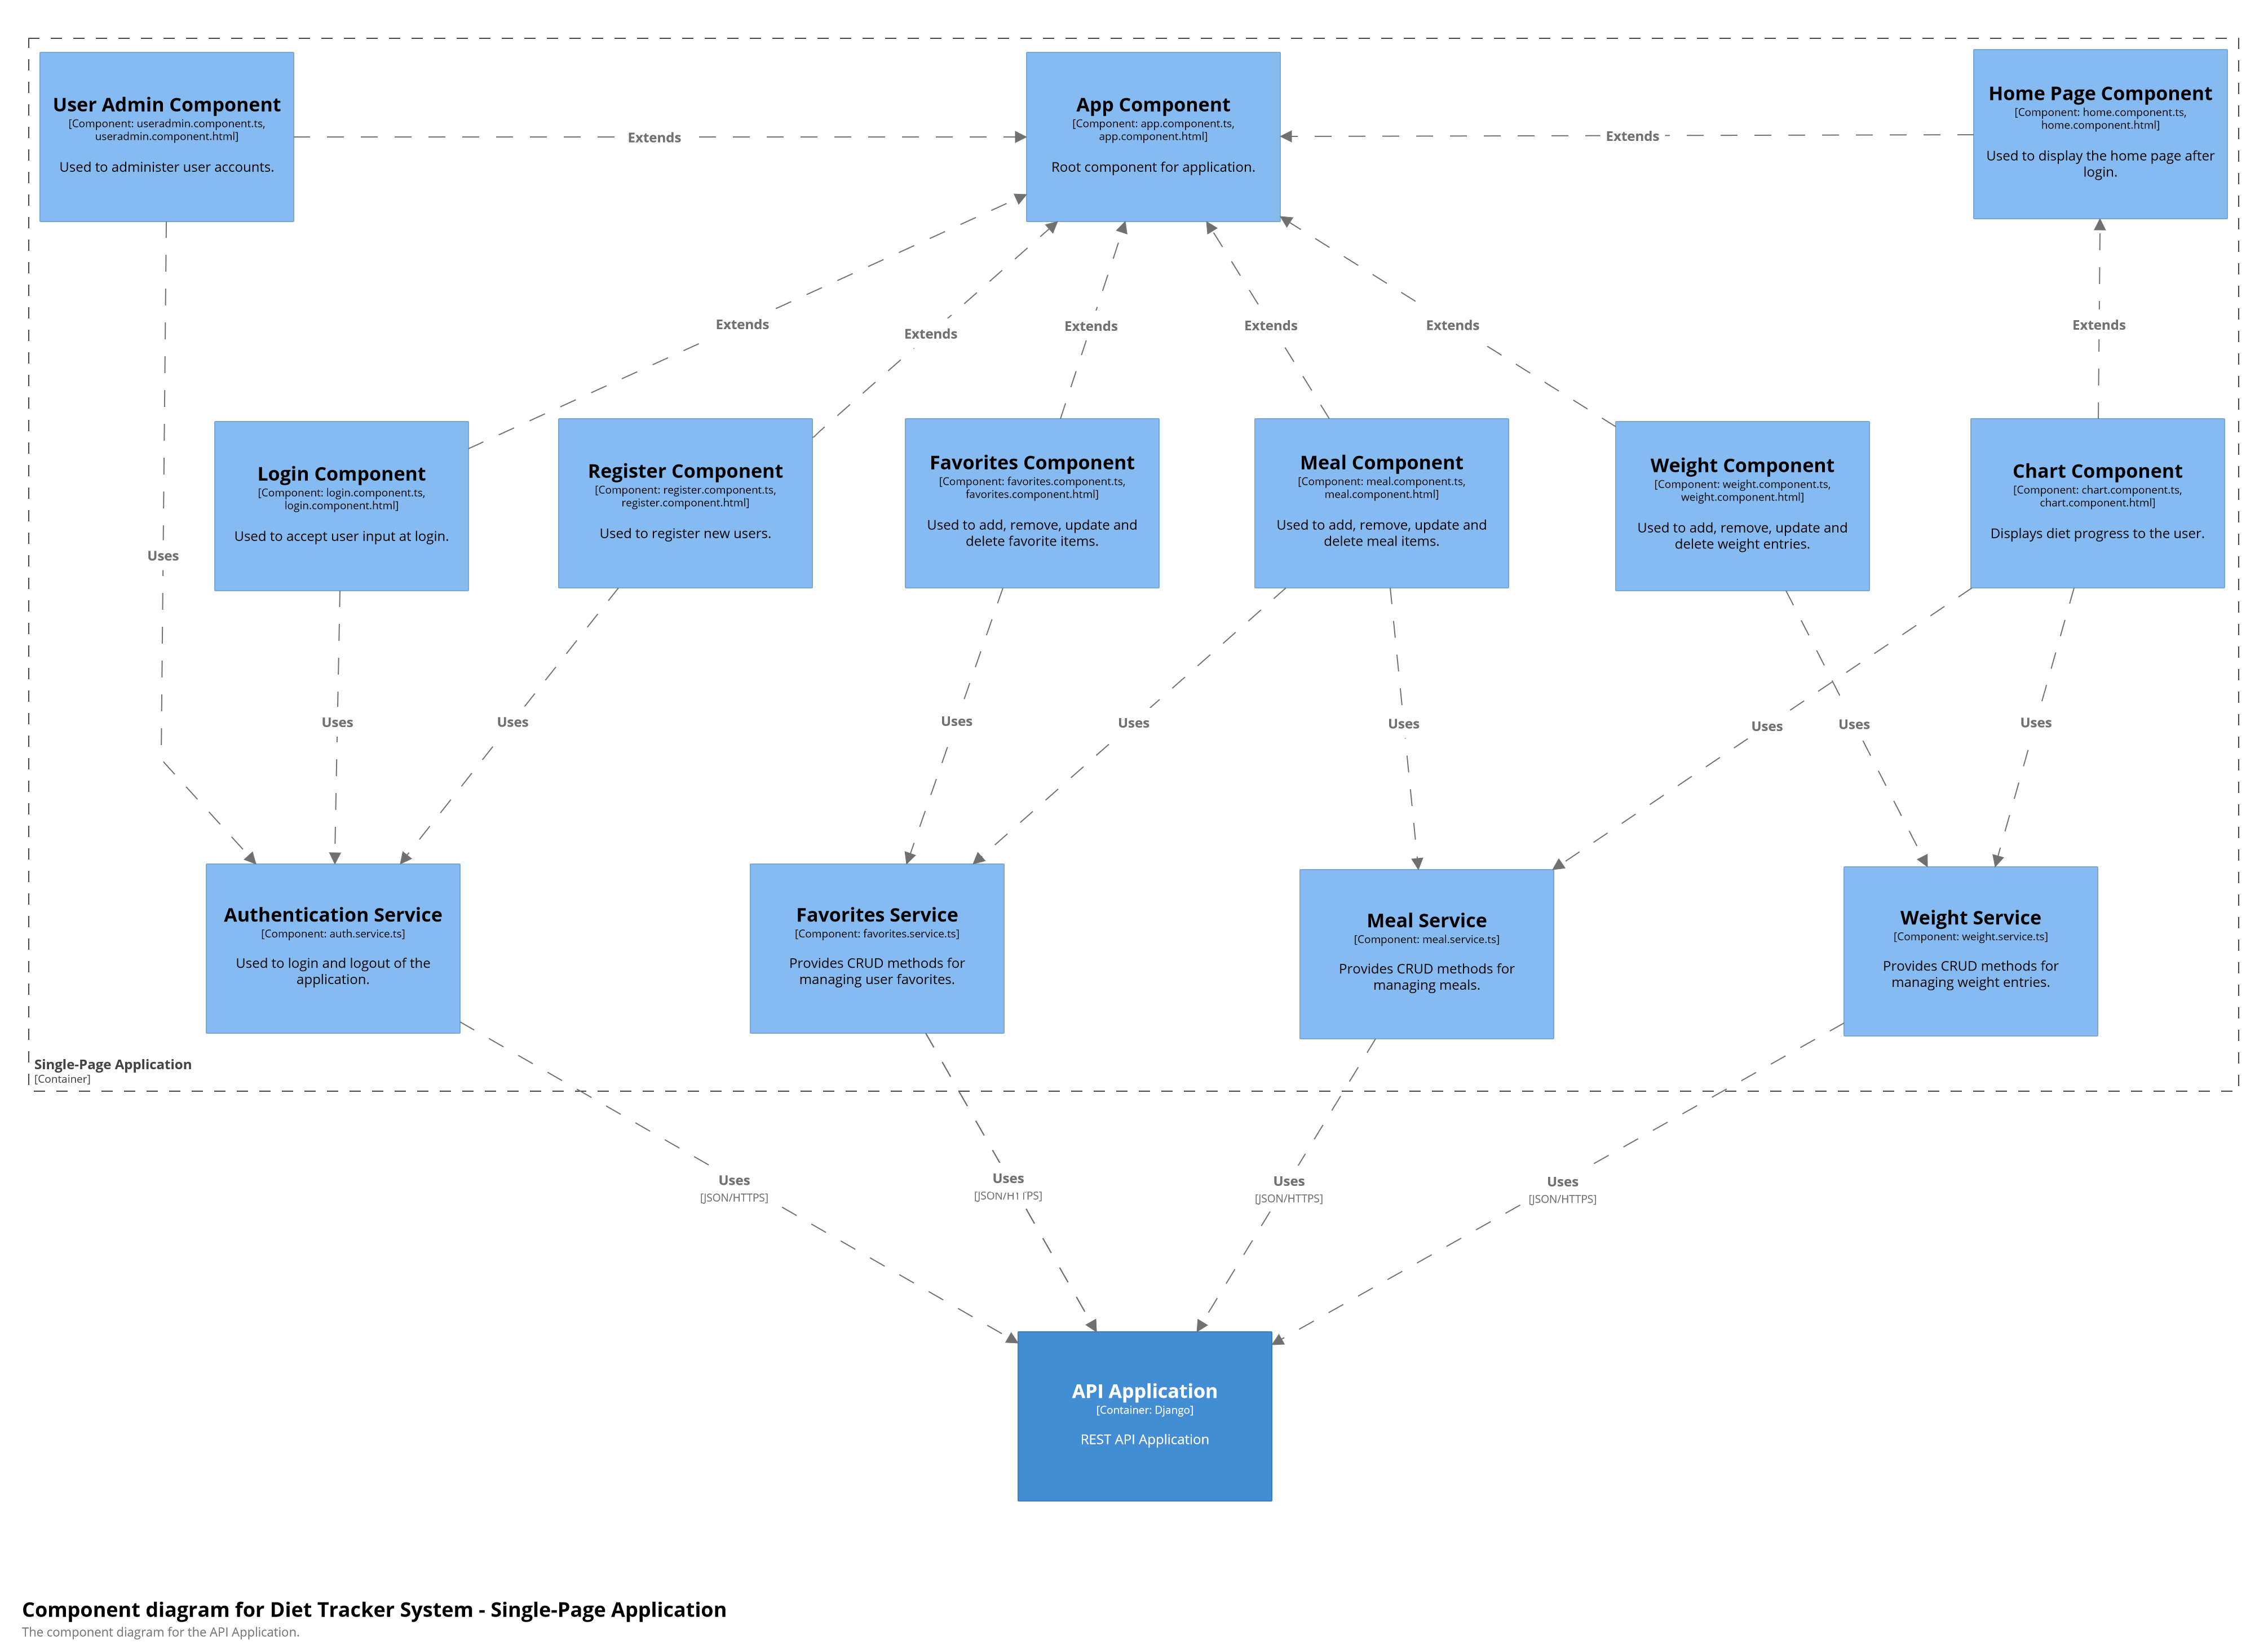 User Admin Component
[Component: useradmin.component.ts,
useradmin.component.html]
Used to administer user accounts.
Extends
App Component
[Component: app.component.ts,
app.component.html]
Root component for application.
Extends
Home Page Component
[Component: home.component.ts,
home.component.html]
Used to display the home page after
login.
Extends
Extends
Extends
Extends
Extends
Extends
Login Component
[Component: login.component.ts,
login.component.html]
Used to accept user input at login.
Register Component
[Component: register.component.ts,
register.component.html]
Used to register new users.
Favorites Component
[Component: favorites.component.ts,
favorites.component.html]
Used to add, remove, update and
delete favorite items.
Meal Component
[Component: meal.component.ts,
meal.component.html]
Used to add, remove, update and
delete meal items.
Weight Component
[Component: weight.component.ts,
weight.component.html]
Used to add, remove, update and
delete weight entries.
Chart Component
[Component: chart.component.ts,
chart.component.html]
Displays diet progress to the user.
Uses
Uses
Uses
Uses
Uses
Uses
Uses
Uses
Uses
Authentication Service
[Component: auth.service.ts]
Used to login and logout of the
application.
Favorites Service
[Component: favorites.service.ts]
Provides CRUD methods for
managing user favorites.
Meal Service
[Component: meal.service.ts]
Provides CRUD methods for
managing meals.
Weight Service
[Component: weight.service.ts]
Provides CRUD methods for
managing weight entries.
Single-Page Application
[Container]
Uses
[JSON/HTTPS]
Uses
[JSON/HTTPS]
Uses
[JSON/HTTPS]
Uses
[JSON/HTTPS]
API Application
[Container: Django]
REST API Application
Component diagram for Diet Tracker System - Single-Page Application
The component diagram for the API Application.